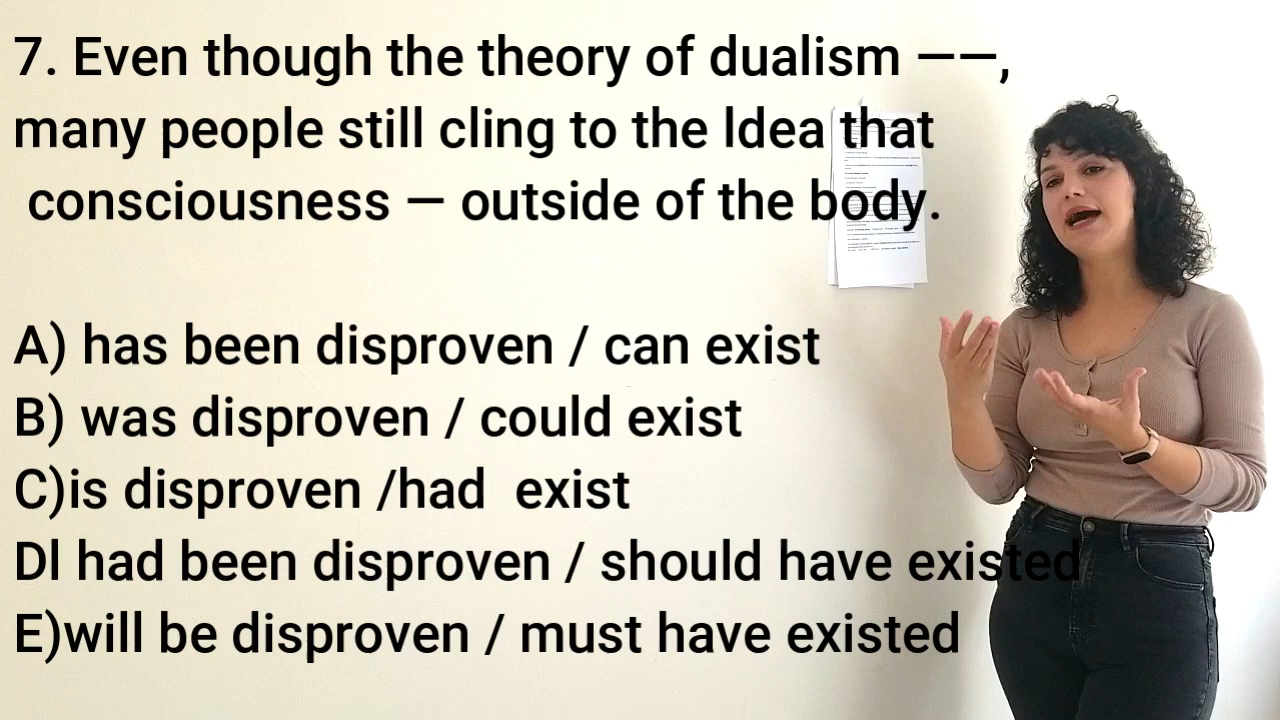 7. Even though the theory of dualism ——,
many people still cling to the Idea that
consciousness — outside of the body.
A) has been disproven / can exist
B) was disproven / could exist
C)is disproven /had exist
Dl had been disproven / should have existed
E)will be disproven / must have existed